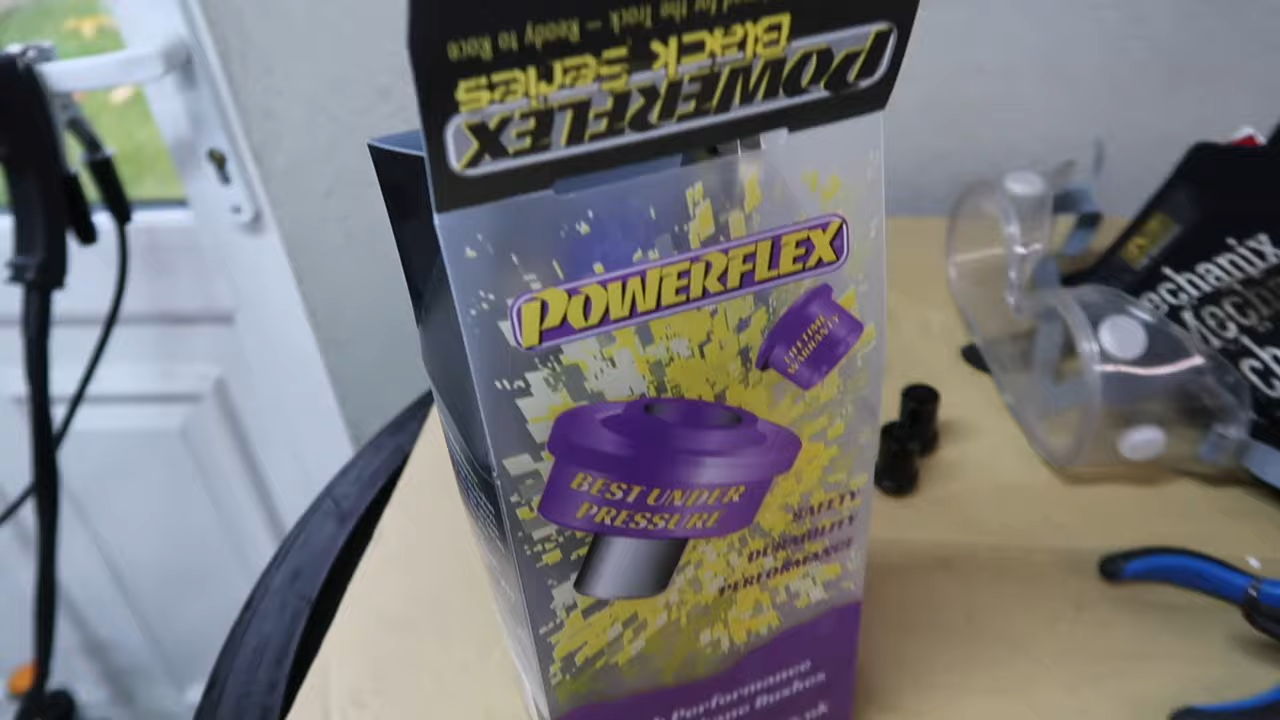 Ready to Race
for the Track —
Black Series
POWERFLEX
POWERFLEX
LIFETIME
WARRANTY
BEST UNDER
PRESSURE
SAFETY
DURABILITY
PERFORMANCE
Performance
Bushes
Mechanix